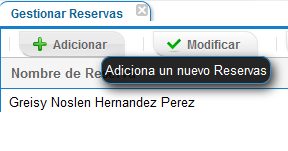 Gestionar Reservas
Adicionar Modificar
Nombre de Re
Adiciona un nuevo Reservas
Greisy Noslen Hernandez Perez